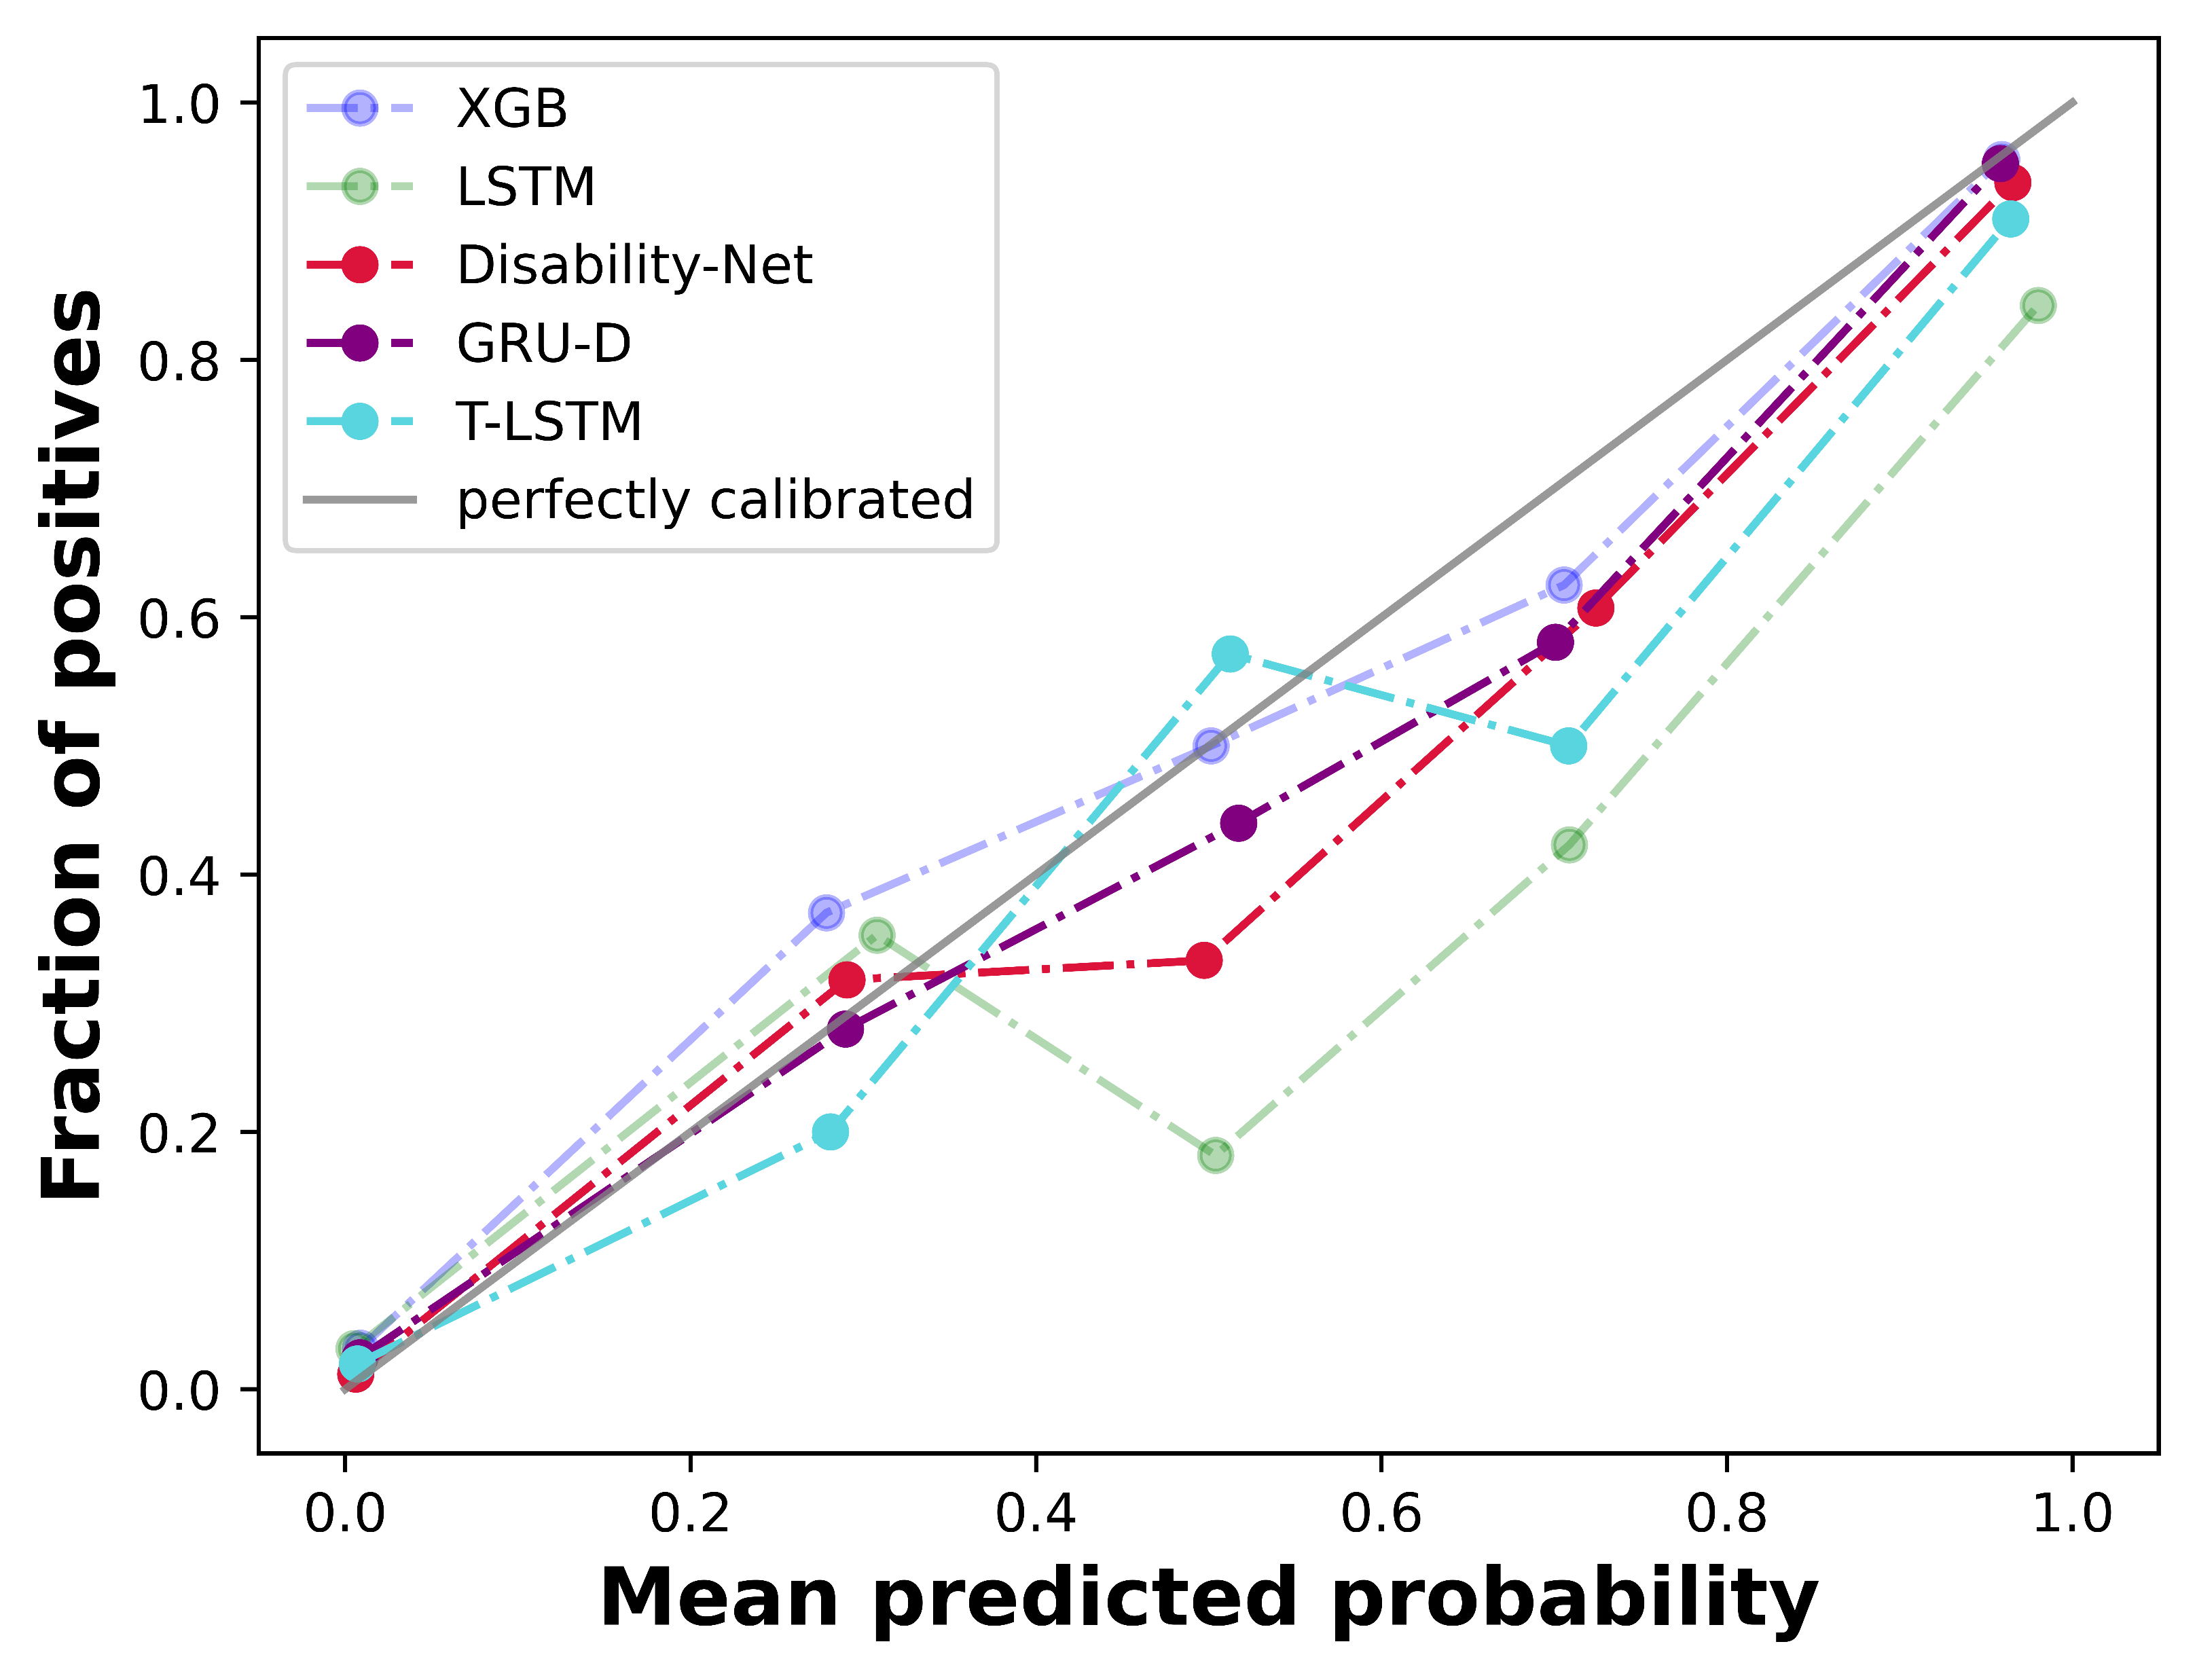 XGB
LSTM
Disability-Net
GRU-D
T-LSTM
perfectly calibrated
Fraction of positives
1.0
0.8
0.6
0.4
0.2
0.0
0.0 0.2 0.4 0.6 0.8 1.0
Mean predicted probability